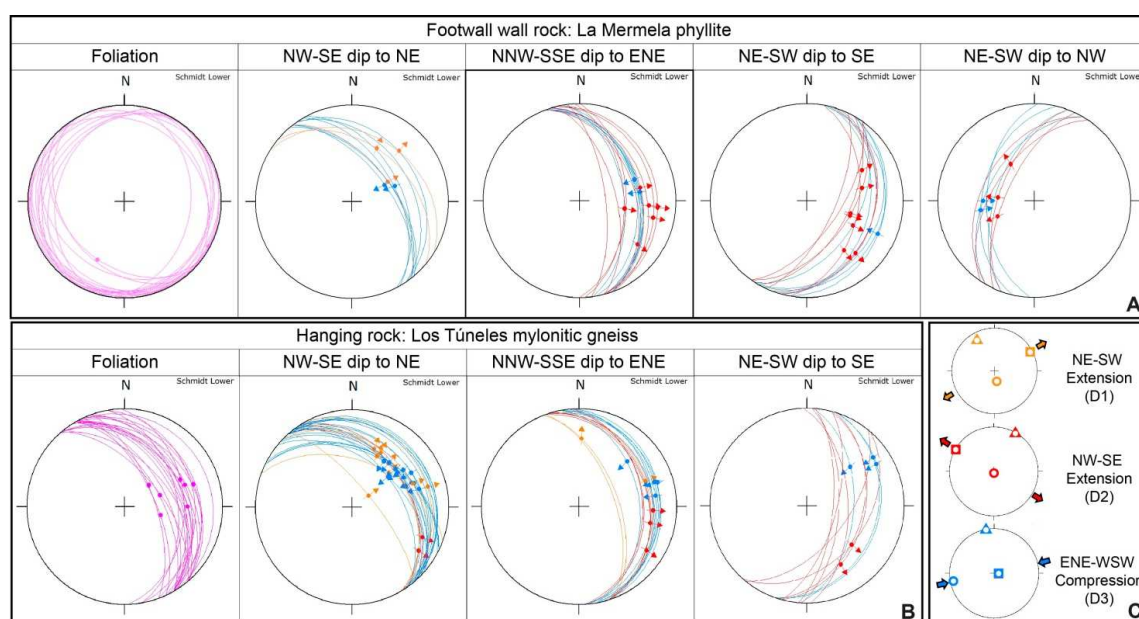 Footwall wall rock: La Mermela phyllite
Foliation
NW-SE dip to NE
NNW-SSE dip to ENE
NE-SW dip to SE
NE-SW dip to NW
N
Schmidt Lower
N
Schmidt Lower
N
Schmidt Lower
N
Schmidt Lower
N
Schmidt Lower
A
Hanging rock: Los Túneles mylonitic gneiss
Foliation
NW-SE dip to NE
NNW-SSE dip to ENE
NE-SW dip to SE
N
Schmidt Lower
N
Schmidt Lower
N
Schmidt Lower
N
Schmidt Lower
B
NE-SW
Extension
(D1)
NW-SE
Extension
(D2)
ENE-WSW
Compression
(D3)
C